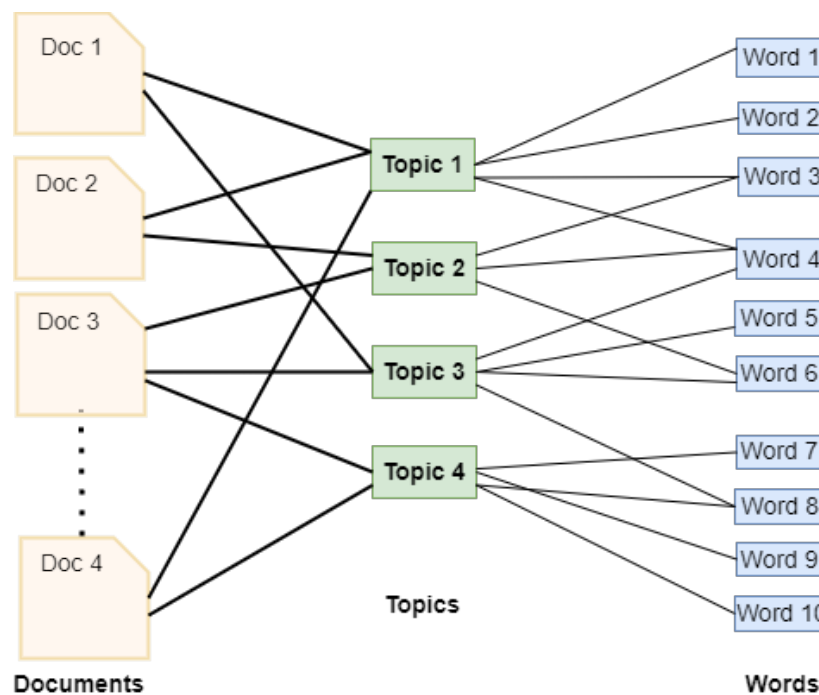 Doc 1
Doc 2
Doc 3
Doc 4
Documents
Topic 1
Topic 2
Topic 3
Topic 4
Topics
Word 1
Word 2
Word 3
Word 4
Word 5
Word 6
Word 7
Word 8
Word 9
Word 10
Words